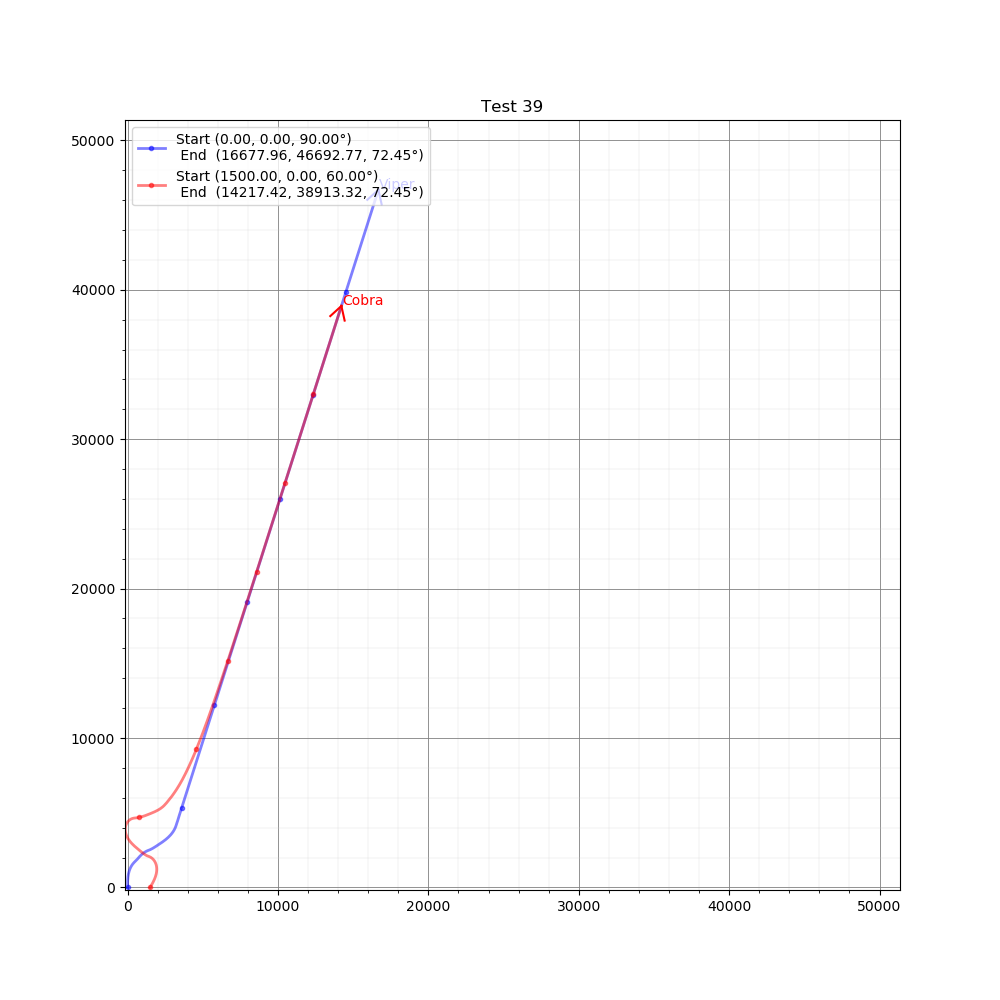 Test 39
Start (0.00, 0.00, 90.00°)
End  (16677.96, 46692.77, 72.45°)
Start (1500.00, 0.00, 60.00°)
End  (14217.42, 38913.32, 72.45°)
Viper
Cobra
50000
40000
30000
20000
10000
0
0 10000 20000 30000 40000 50000